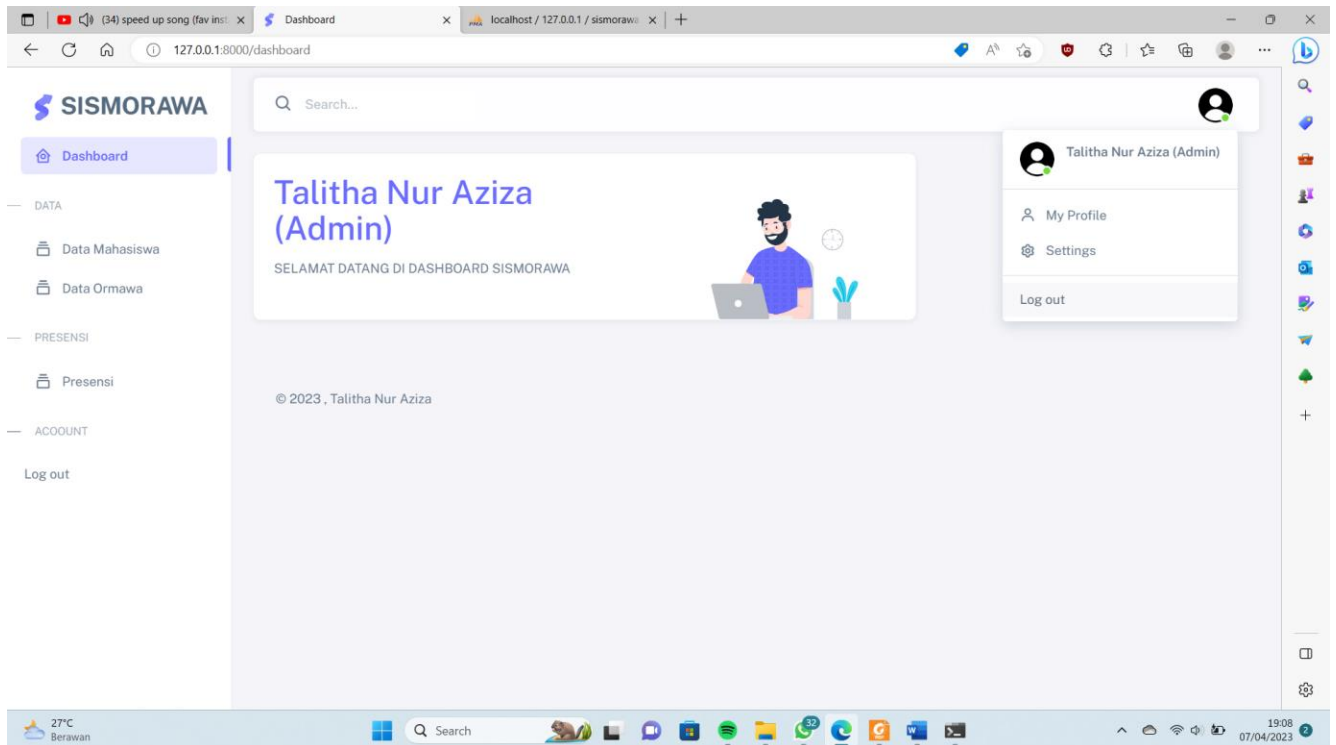 (34) speed up song (fav inst
Dashboard
localhost / 127.0.0.1 / sismorawa
127.0.0.1:8000/dashboard
SISMORAWA
Search...
Dashboard
Talitha Nur Aziza (Admin)
DATA
Talitha Nur Aziza
(Admin)
My Profile
Data Mahasiswa
Settings
SELAMAT DATANG DI DASHBOARD SISMORAWA
Data Ormawa
Log out
PRESENSI
Presensi
© 2023 , Talitha Nur Aziza
ACOOUNT
Log out
27°C
Berawan
Search
32
19:08
07/04/2023
2